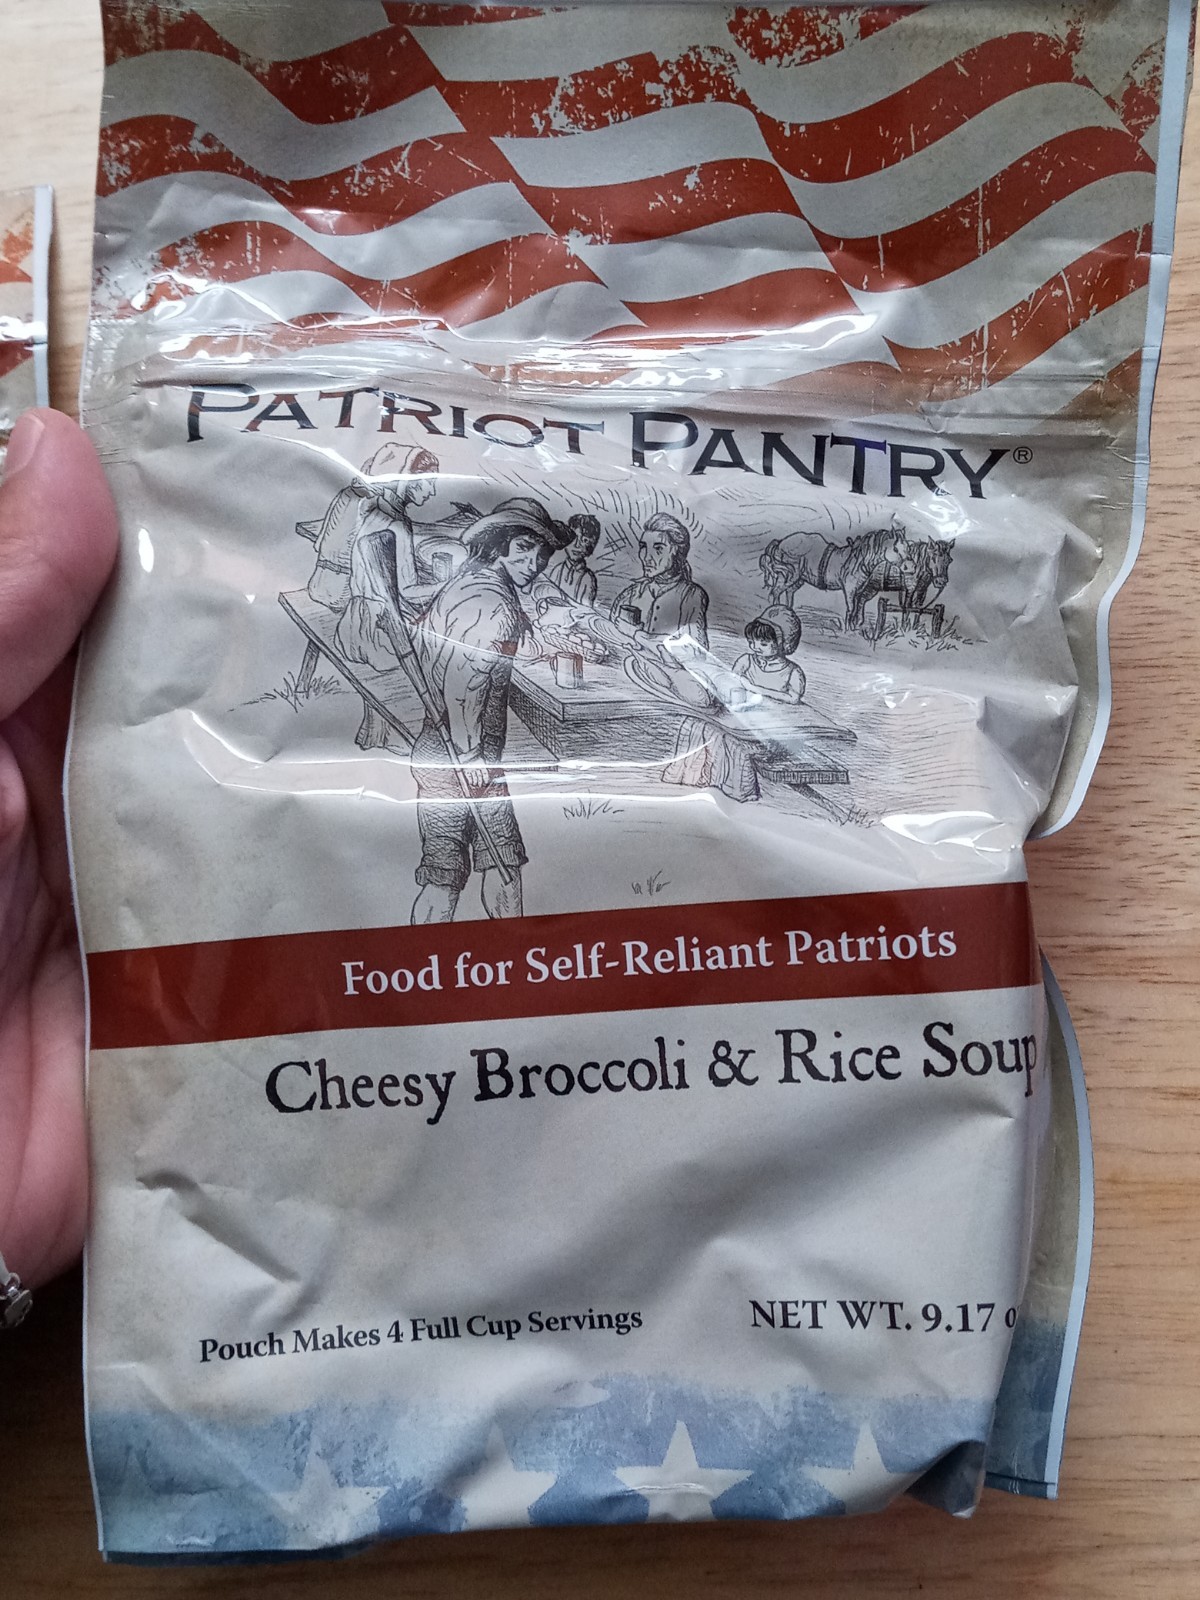 PATRIOT PANTRY®
Food for Self-Reliant Patriots
Cheesy Broccoli & Rice Soup
Pouch Makes 4 Full Cup Servings
NET WT. 9.17 o